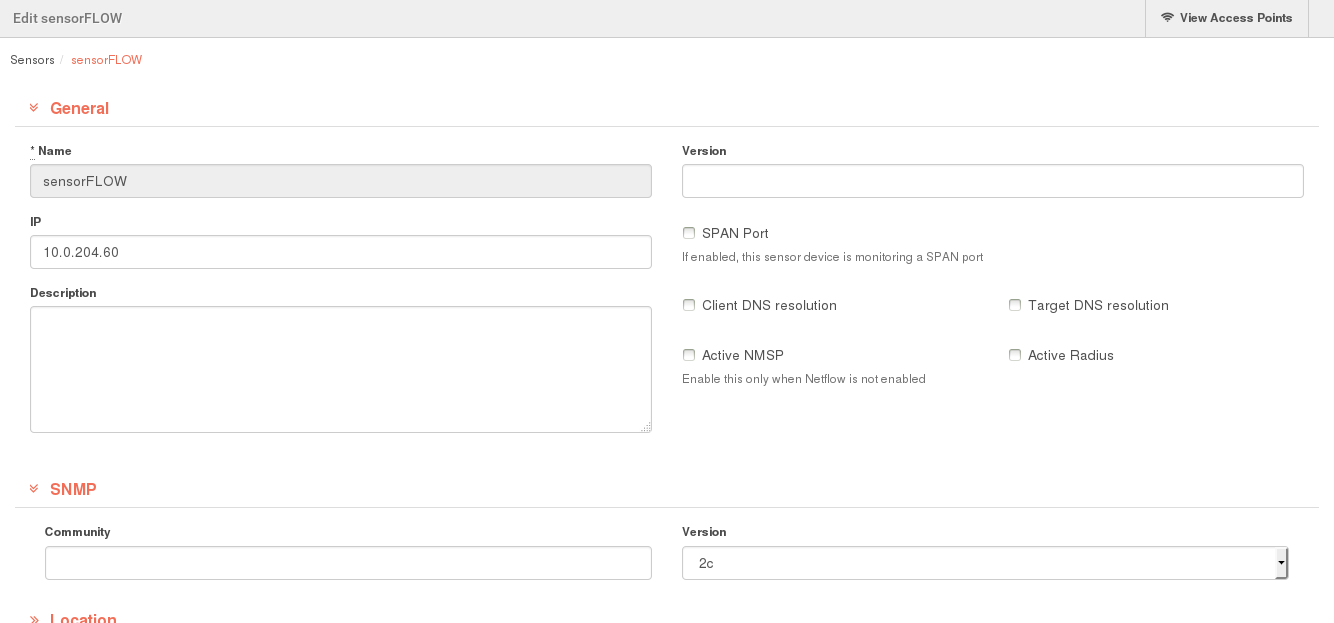 Edit sensorFLOW
View Access Points
Sensors / sensorFLOW
General
* Name
sensorFLOW
Version
IP
10.0.204.60
SPAN Port
If enabled, this sensor device is monitoring a SPAN port
Description
Client DNS resolution
Target DNS resolution
Active NMSP
Active Radius
Enable this only when Netflow is not enabled
SNMP
Community
Version
2c
Location